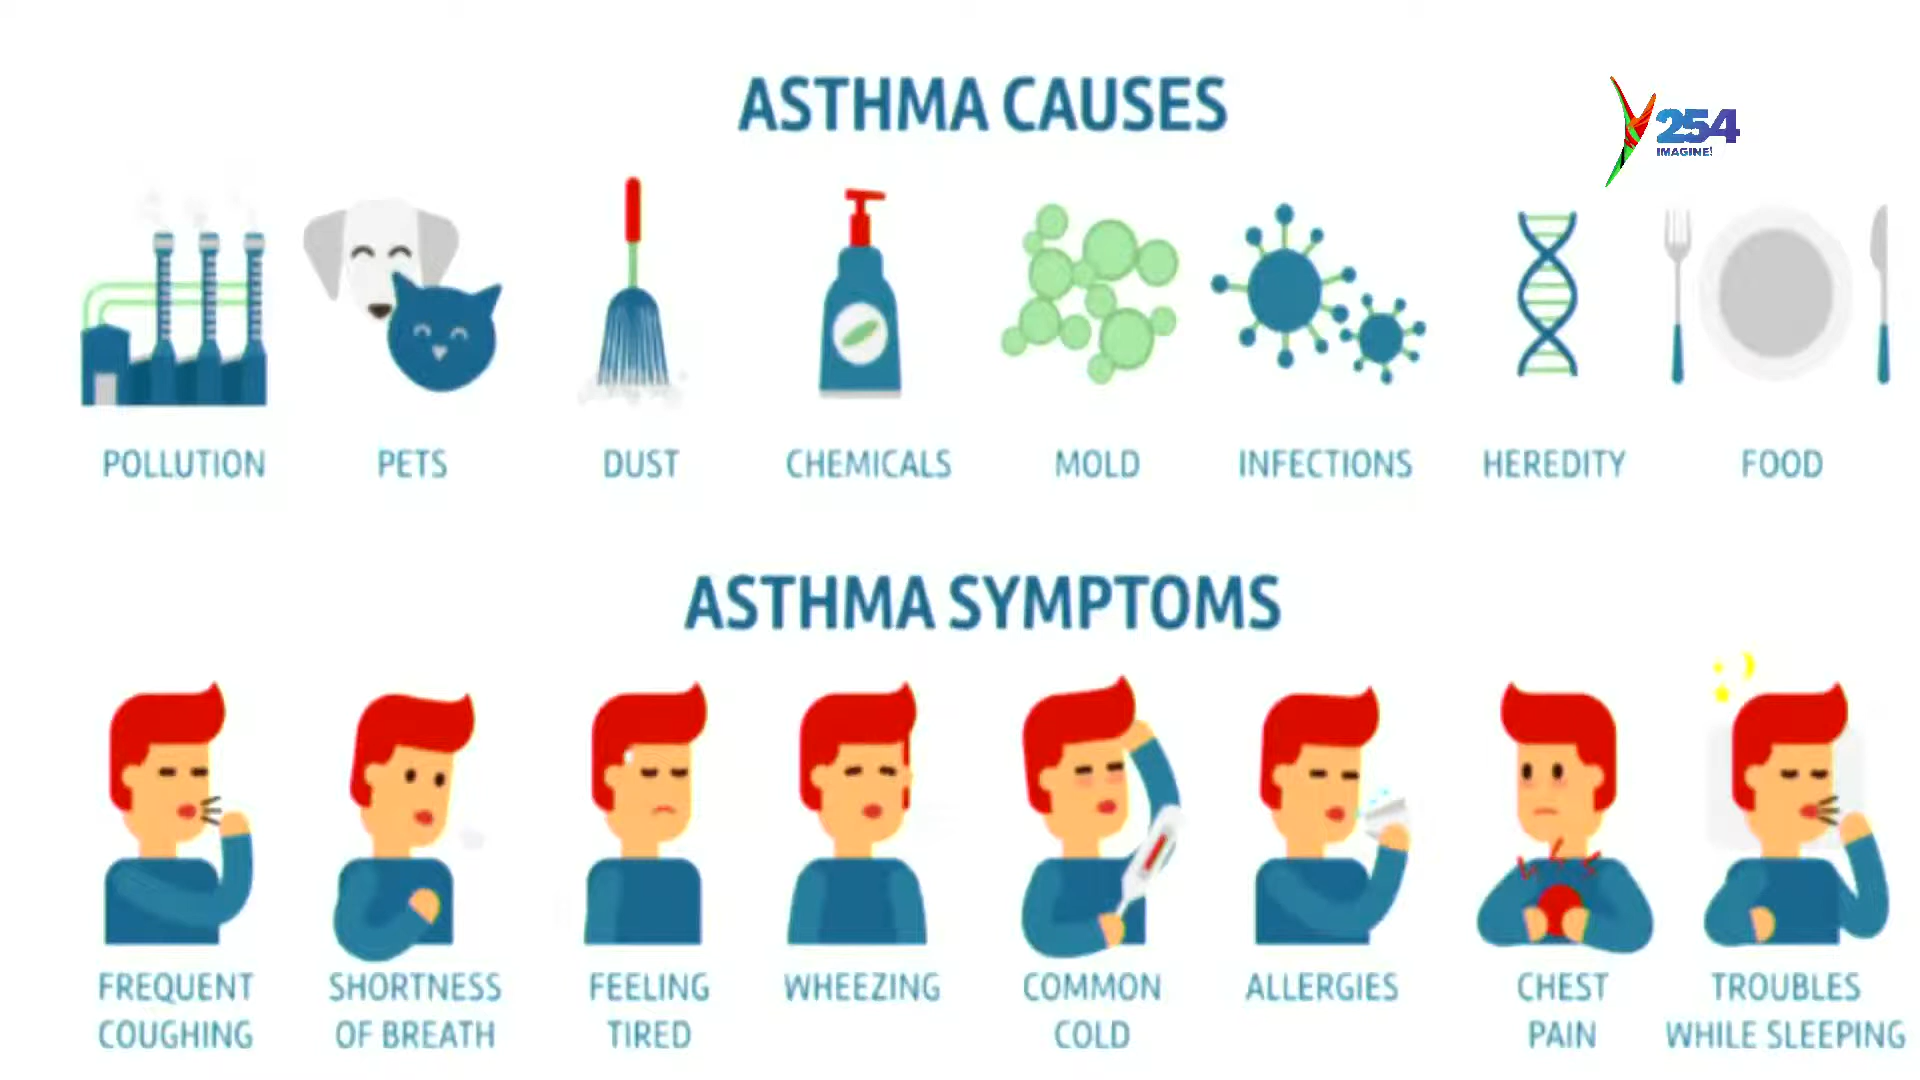 ASTHMA CAUSES
Y254
IMAGINE!
POLLUTION
PETS
DUST
CHEMICALS
MOLD
INFECTIONS
HEREDITY
FOOD
ASTHMA SYMPTOMS
FREQUENT
COUGHING
SHORTNESS
OF BREATH
FEELING
TIRED
WHEEZING
COMMON
COLD
ALLERGIES
CHEST
PAIN
TROUBLES
WHILE SLEEPING